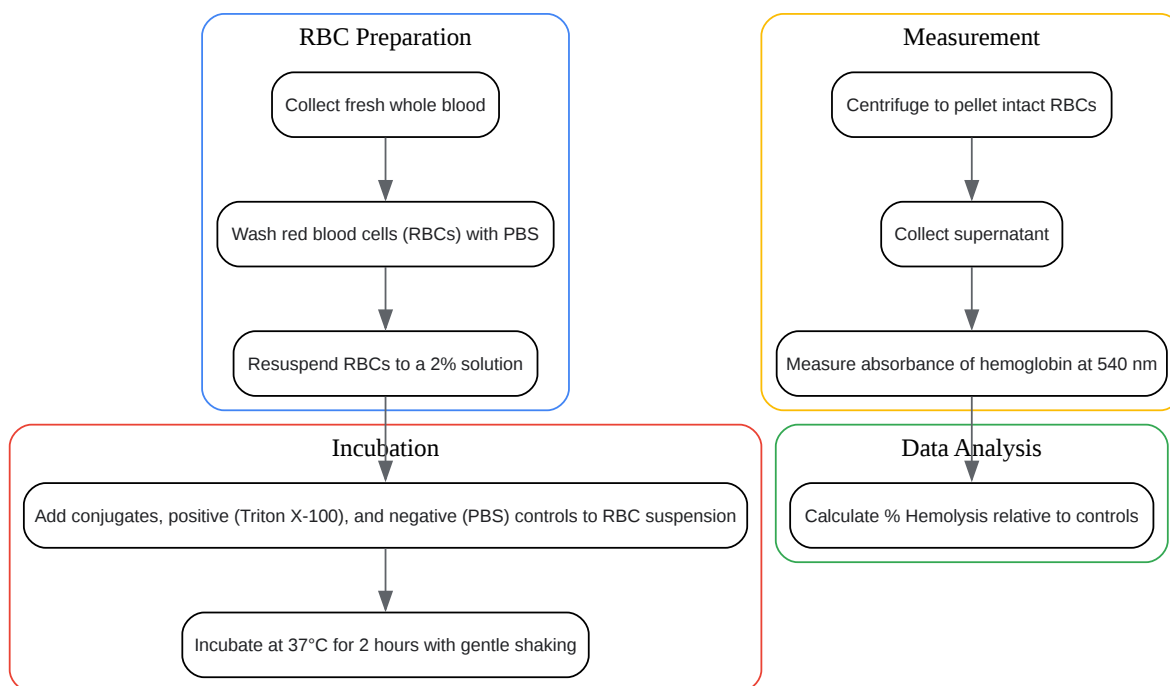 RBC Preparation
Collect fresh whole blood
Wash red blood cells (RBCs) with PBS
Resuspend RBCs to a 2% solution
Incubation
Add conjugates, positive (Triton X-100), and negative (PBS) controls to RBC suspension
Incubate at 37°C for 2 hours with gentle shaking
Measurement
Centrifuge to pellet intact RBCs
Collect supernatant
Measure absorbance of hemoglobin at 540 nm
Data Analysis
Calculate % Hemolysis relative to controls